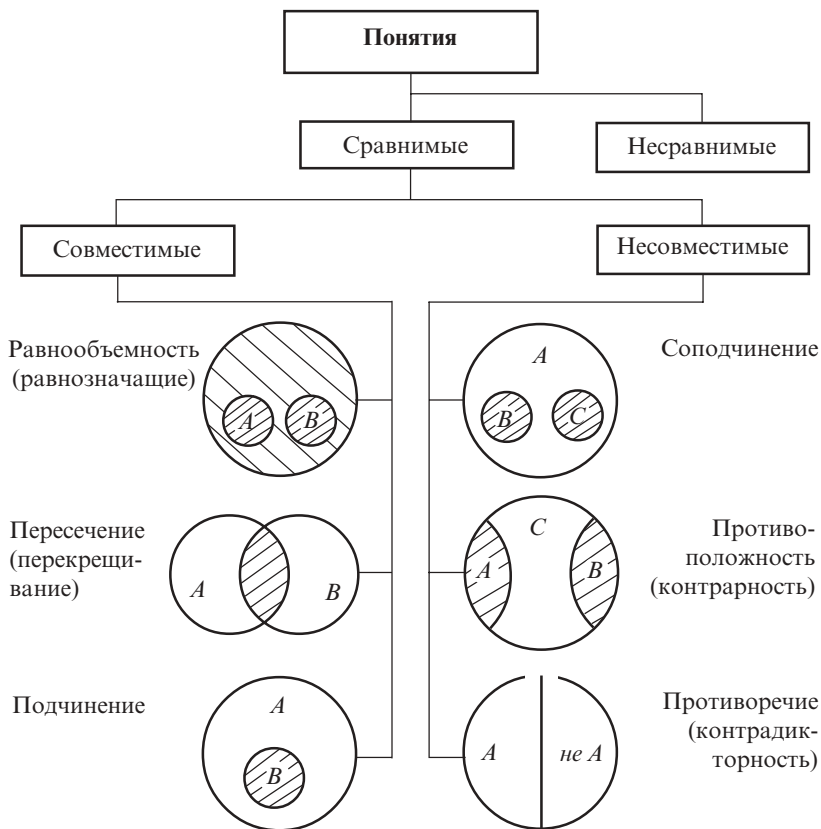 Понятия
Сравнимые
Несравнимые
Совместимые
Несовместимые
Равнообъемность
(равнозначащие)
A
B
Соподчинение
A
B
C
Пересечение
(перекрещи-
вание)
A
B
Противо-
положность
(контрарность)
C
A
B
Подчинение
A
B
Противоречие
(контрадик-
торность)
A
не A